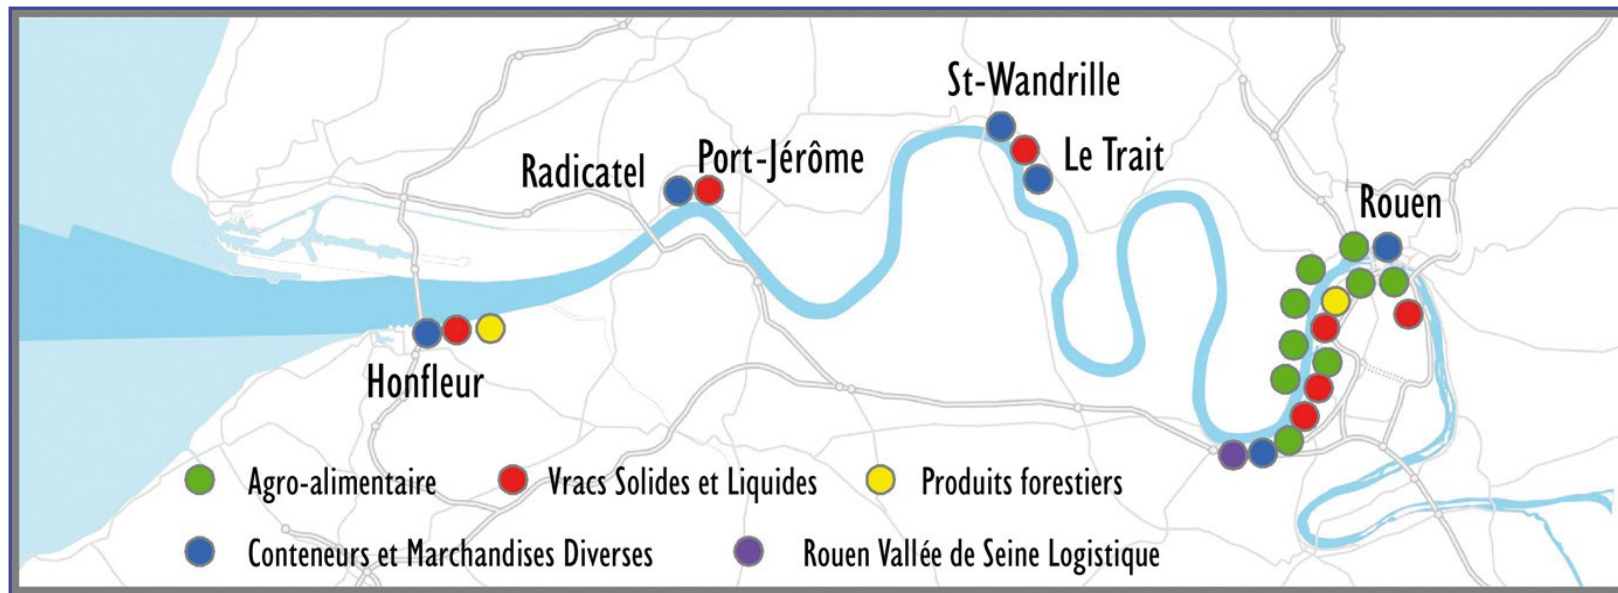 St-Wandrille
Radicatel
Port-Jérôme
Le Trait
Rouen
Honfleur
Agro-alimentaire
Vracs Solides et Liquides
Produits forestiers
Conteneurs et Marchandises Diverses
Rouen Vallée de Seine Logistique